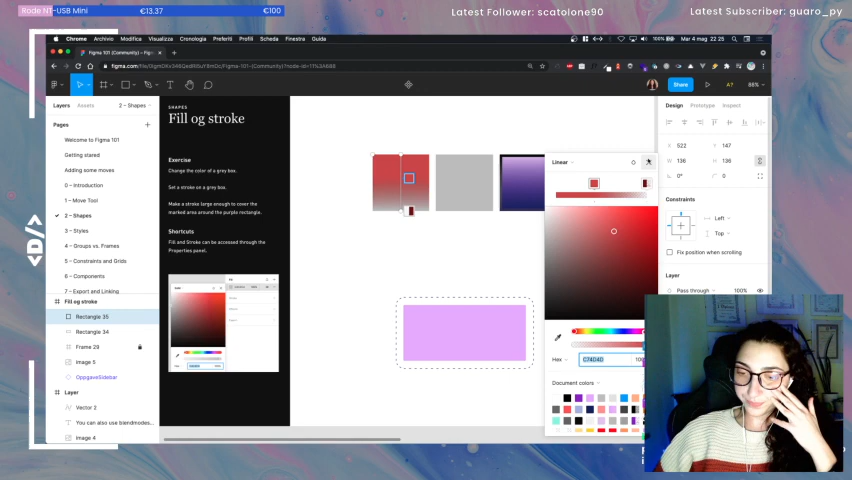 Rode NT-USB Mini €13.37 €100
Latest Follower: scatolone90
Latest Subscriber: guaro_py
Chrome Archivio Modifica Visualizza Cronologia Preferiti Profili Scheda Finestra Guida
100% Mar 4 mag 22 25
Figma 101 (Community) – Fig
Share
A?
86%
Layers Assets 2 – Shapes
Pages
Welcome to Figma 101
Getting stared
Adding some moves
0 – Introduction
1 – Move Tool
2 – Shapes
3 – Styles
4 – Groups vs. Frames
5 – Constraints and Grids
6 – Components
7 – Export and Linking
Fill og stroke
Rectangle 35
Rectangle 34
Frame 29
Image 5
OppgaveSidebar
Layer
Vector 2
You can also use blendmodes...
Image 4
SHAPES
Fill og stroke
Exercise
Change the color of a grey box.
Set a stroke on a grey box.
Make a stroke large enough to cover the
marked area around the purple rectangle.
Shortcuts
Fill and Stroke can be accessed through the
Properties panel.
Linear
Hex C74D4D 100
Document colors
Design Prototype Inspect
X 522 Y 147
W 136 H 136
0° 0
Constraints
Left
Top
Fix position when scrolling
Layer
Pass through 100%
<D/>